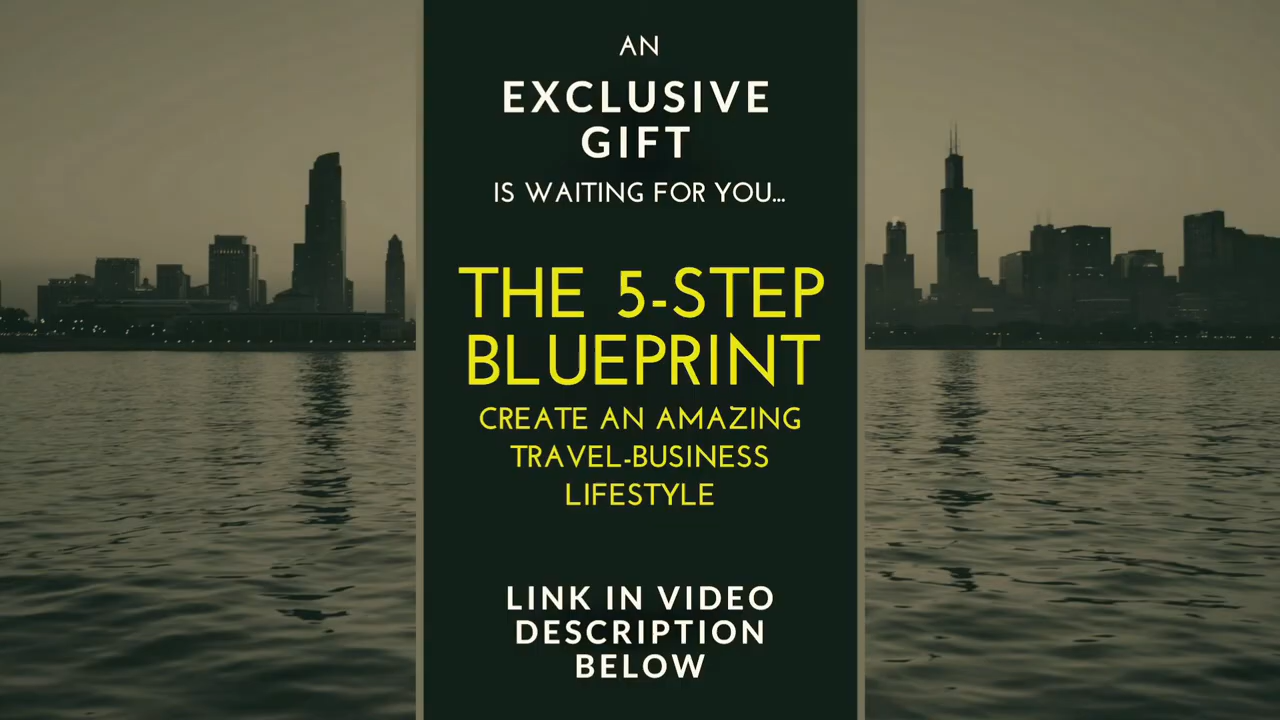 AN
EXCLUSIVE
GIFT
IS WAITING FOR YOU...
THE 5-STEP
BLUEPRINT
CREATE AN AMAZING
TRAVEL-BUSINESS
LIFESTYLE
LINK IN VIDEO
DESCRIPTION
BELOW